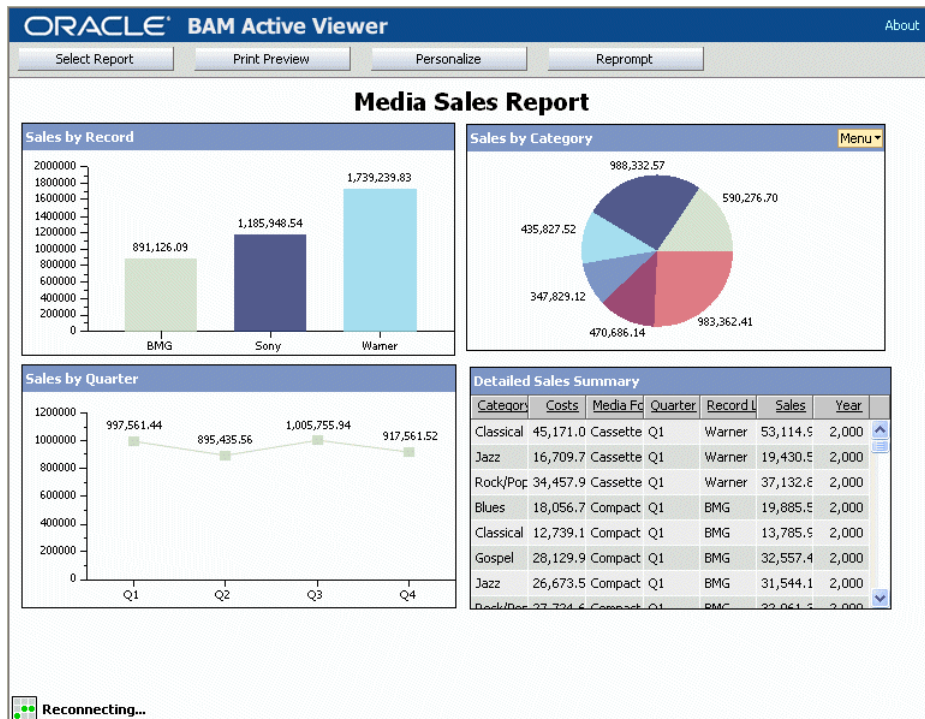 ORACLE BAM Active Viewer
About
Select Report Print Preview Personalize Reprompt
Media Sales Report
Sales by Record
2000000
1800000
1600000
1400000
1200000
1000000
800000
600000
400000
200000
0
891,126.09
1,185,948.54
1,739,239.83
BMG Sony Warner
Sales by Category Menu
988,332.57
590,276.70
435,827.52
347,829.12
470,686.14
983,362.41
Sales by Quarter
1200000
1000000
800000
600000
400000
200000
0
997,561.44
895,435.56
1,005,755.94
917,561.52
Q1 Q2 Q3 Q4
Detailed Sales Summary
Category Costs Media Fo Quarter Record L Sales Year
Classical 45,171.0 Cassette Q1 Warner 53,114.9 2,000
Jazz 16,709.7 Cassette Q1 Warner 19,430.5 2,000
Rock/Pop 34,457.9 Cassette Q1 Warner 37,132.8 2,000
Blues 18,056.7 Compact Q1 BMG 19,885.5 2,000
Classical 12,739.1 Compact Q1 BMG 13,785.9 2,000
Gospel 28,129.9 Compact Q1 BMG 32,557.4 2,000
Jazz 26,673.5 Compact Q1 BMG 31,544.1 2,000
Compact Q1 BMG 2,000
Reconnecting...